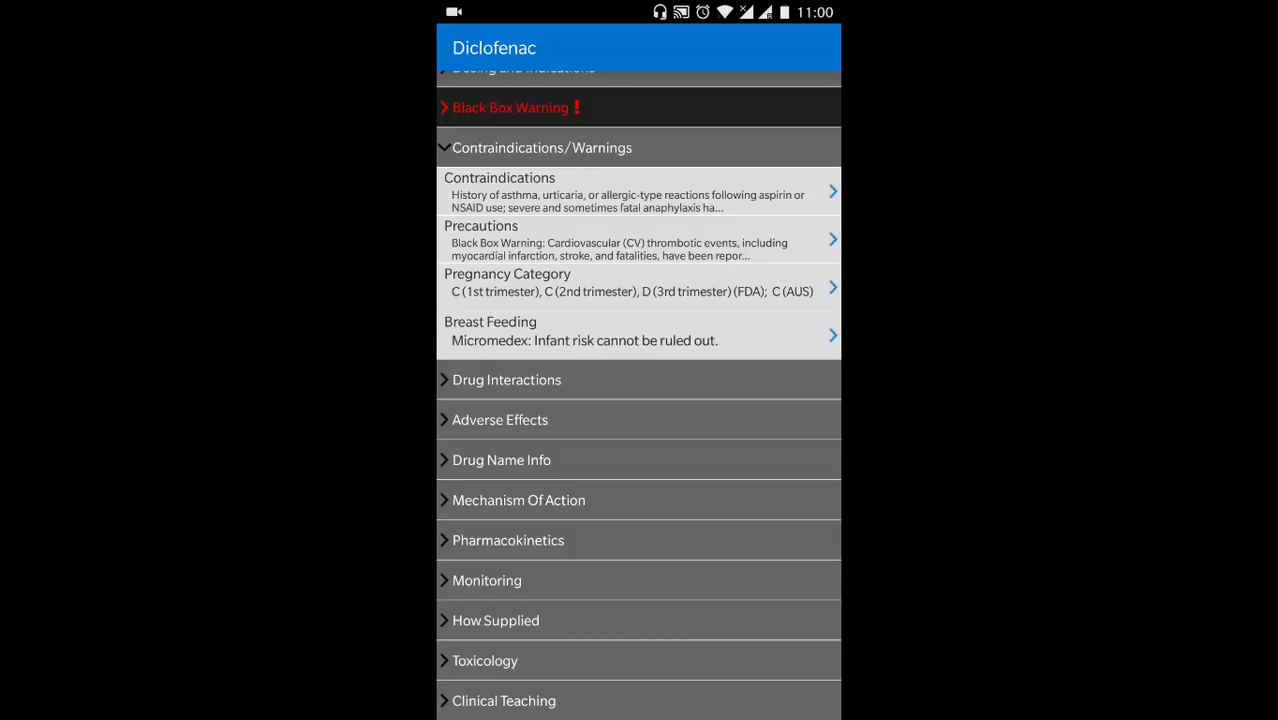 11:00
Diclofenac
Dosing and Indications
Black Box Warning !
Contraindications/Warnings
Contraindications
History of asthma, urticaria, or allergic-type reactions following aspirin or
NSAID use; severe and sometimes fatal anaphylaxis ha...
Precautions
Black Box Warning: Cardiovascular (CV) thrombotic events, including
myocardial infarction, stroke, and fatalities, have been repor...
Pregnancy Category
C (1st trimester), C (2nd trimester), D (3rd trimester) (FDA); C (AUS)
Breast Feeding
Micromedex: Infant risk cannot be ruled out.
Drug Interactions
Adverse Effects
Drug Name Info
Mechanism Of Action
Pharmacokinetics
Monitoring
How Supplied
Toxicology
Clinical Teaching